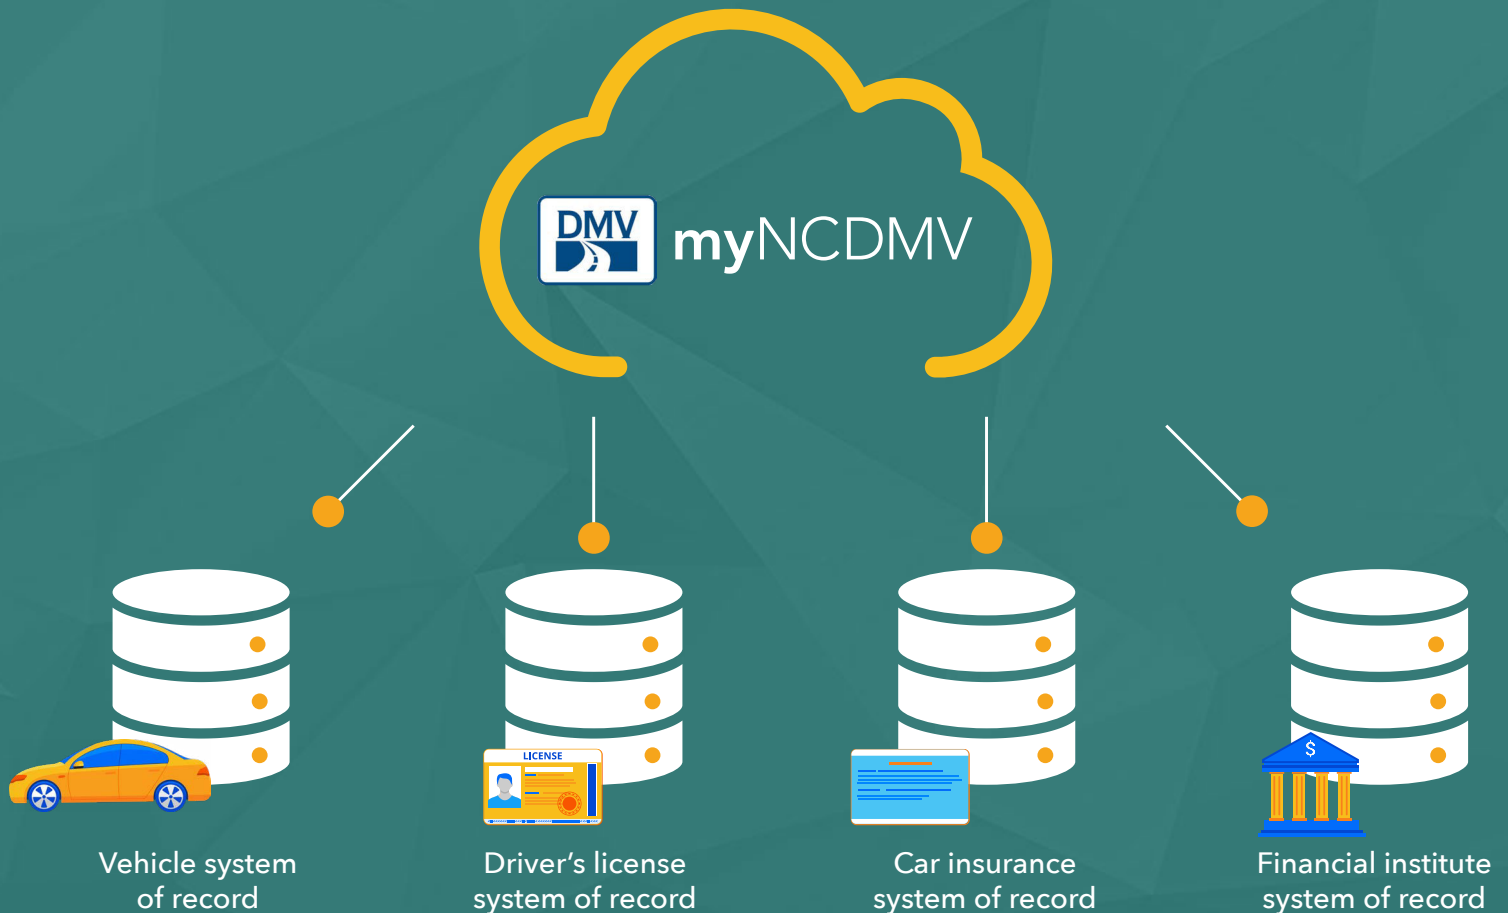 DMV
myNCDMV
LICENSE
$
Vehicle system
of record
Driver’s license
system of record
Car insurance
system of record
Financial institute
system of record